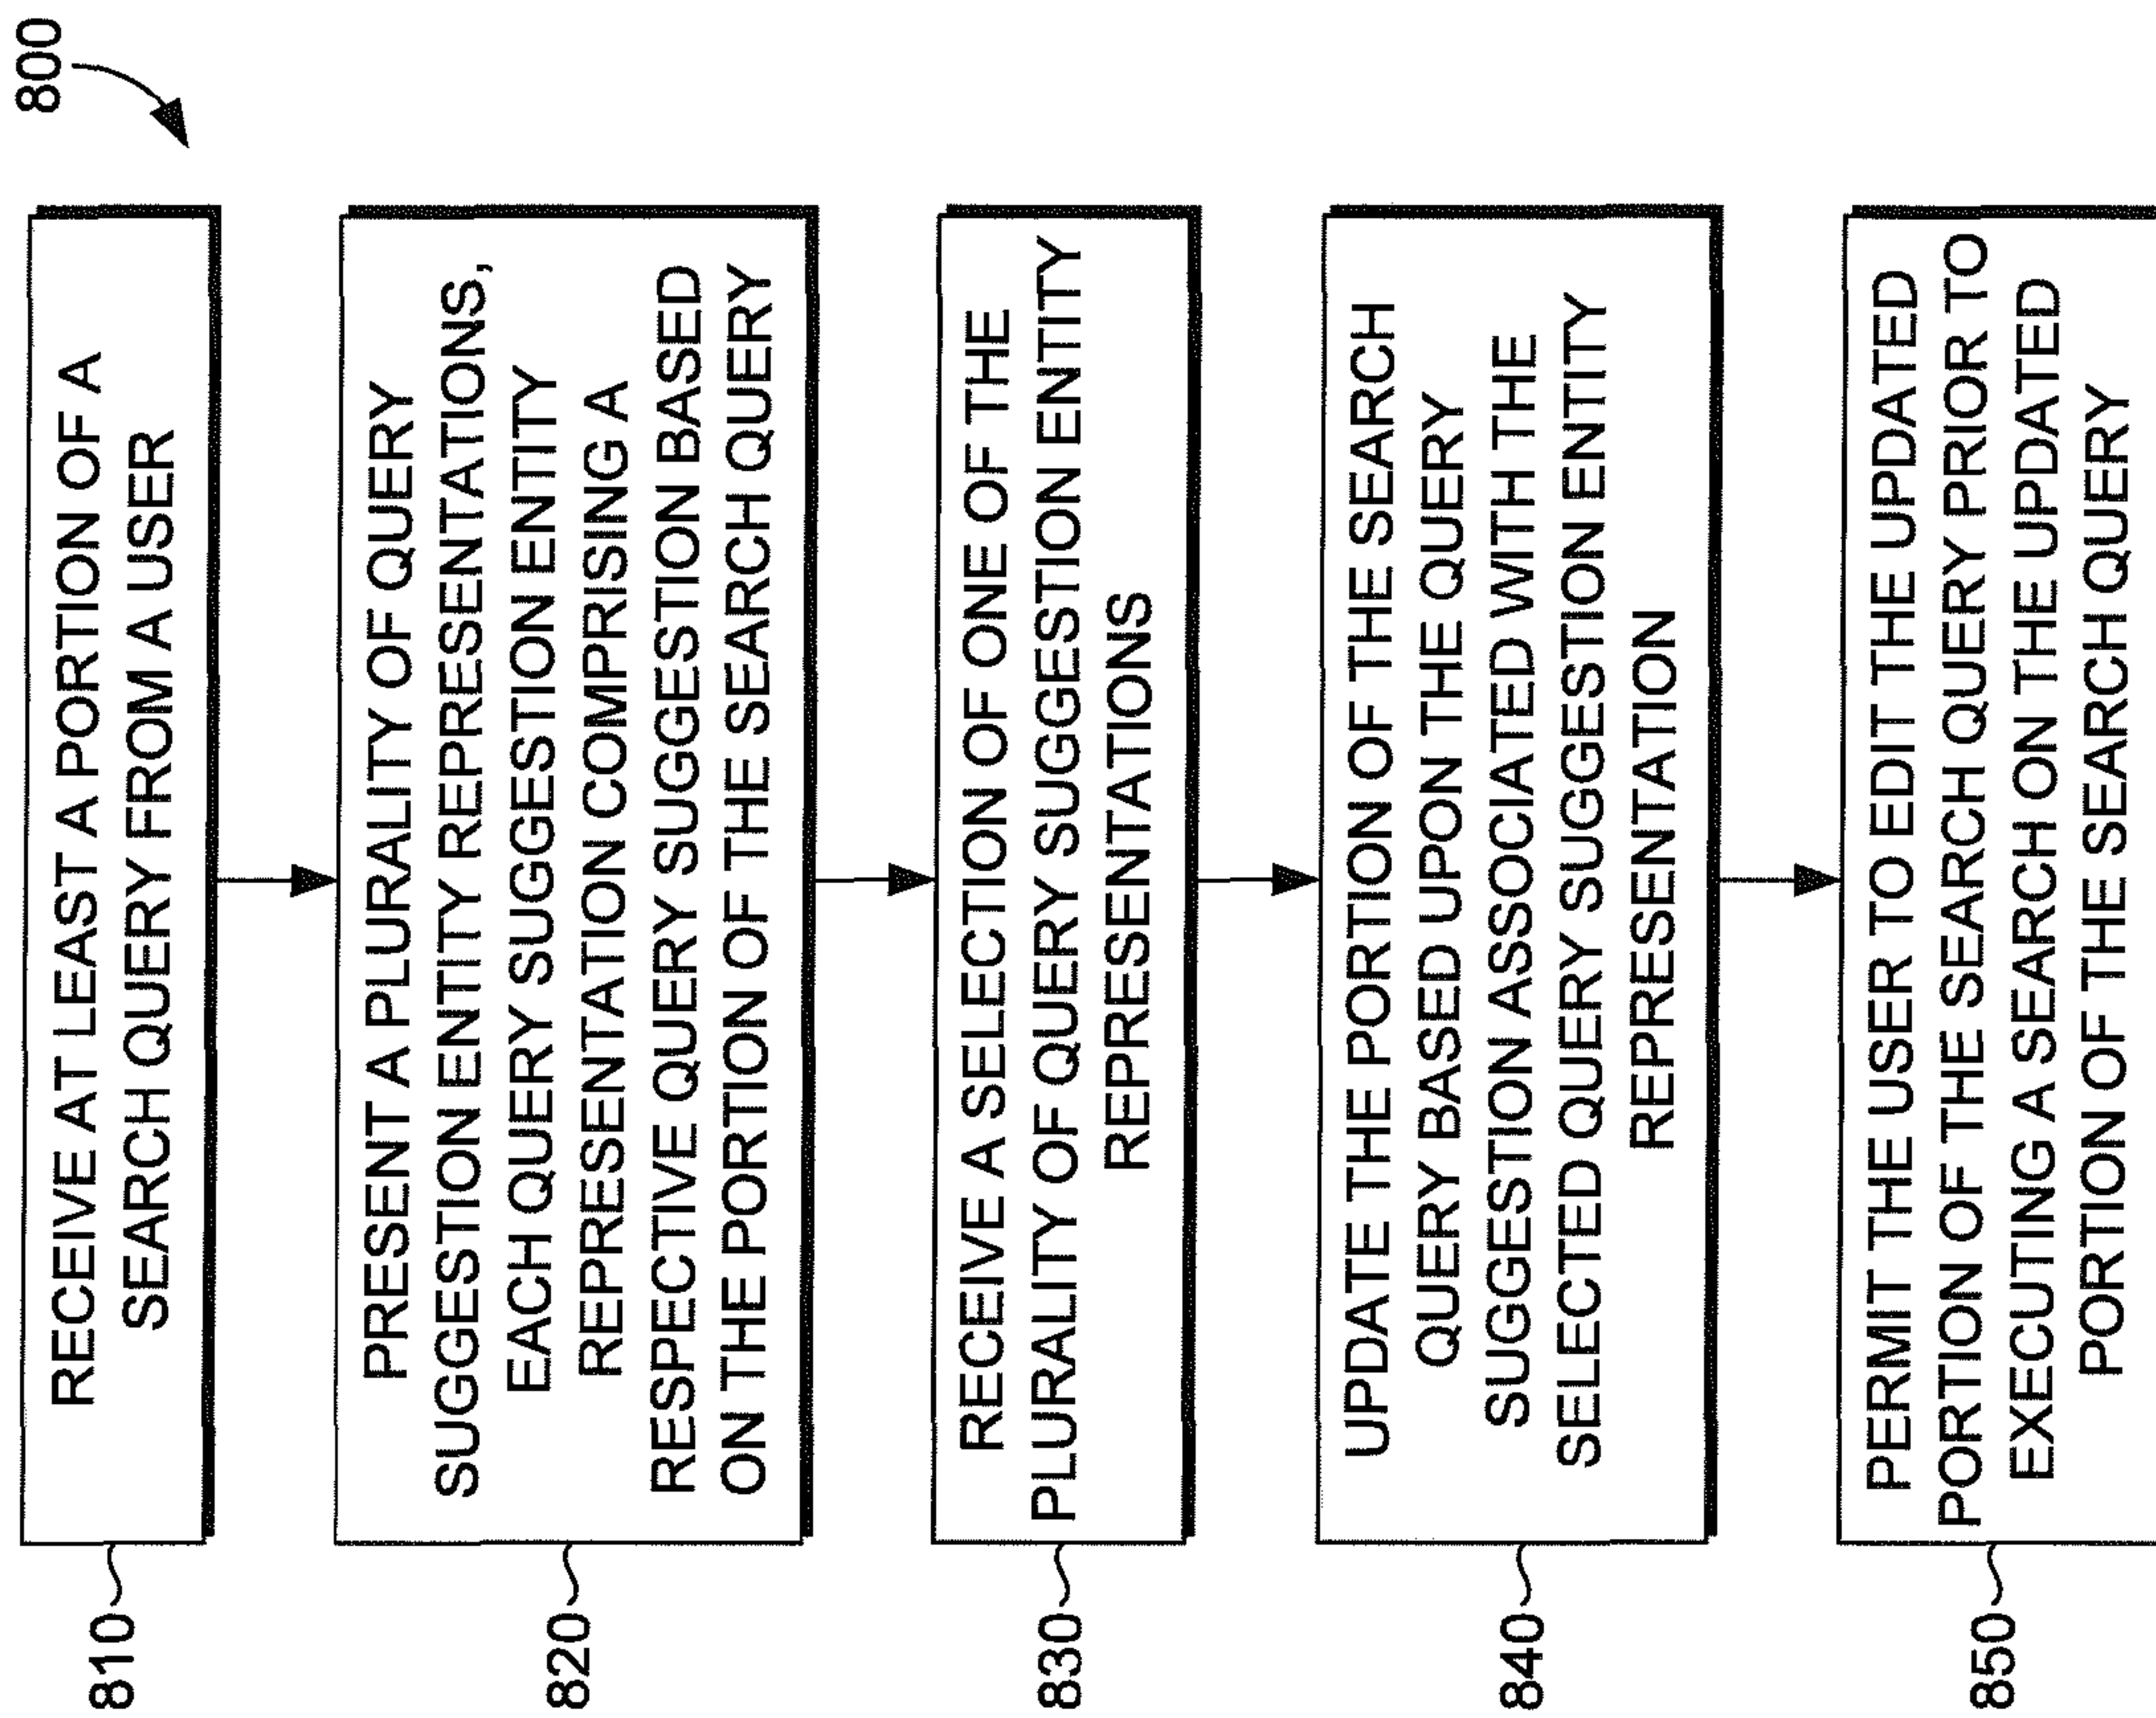 800
810
RECEIVE AT LEAST A PORTION OF A
SEARCH QUERY FROM A USER
820
PRESENT A PLURALITY OF QUERY
SUGGESTION ENTITY REPRESENTATIONS,
EACH QUERY SUGGESTION ENTITY
REPRESENTATION COMPRISING A
RESPECTIVE QUERY SUGGESTION BASED
ON THE PORTION OF THE SEARCH QUERY
830
RECEIVE A SELECTION OF ONE OF THE
PLURALITY OF QUERY SUGGESTION ENTITY
REPRESENTATIONS
840
UPDATE THE PORTION OF THE SEARCH
QUERY BASED UPON THE QUERY
SUGGESTION ASSOCIATED WITH THE
SELECTED QUERY SUGGESTION ENTITY
REPRESENTATION
850
PERMIT THE USER TO EDIT THE UPDATED
PORTION OF THE SEARCH QUERY PRIOR TO
EXECUTING A SEARCH ON THE UPDATED
PORTION OF THE SEARCH QUERY